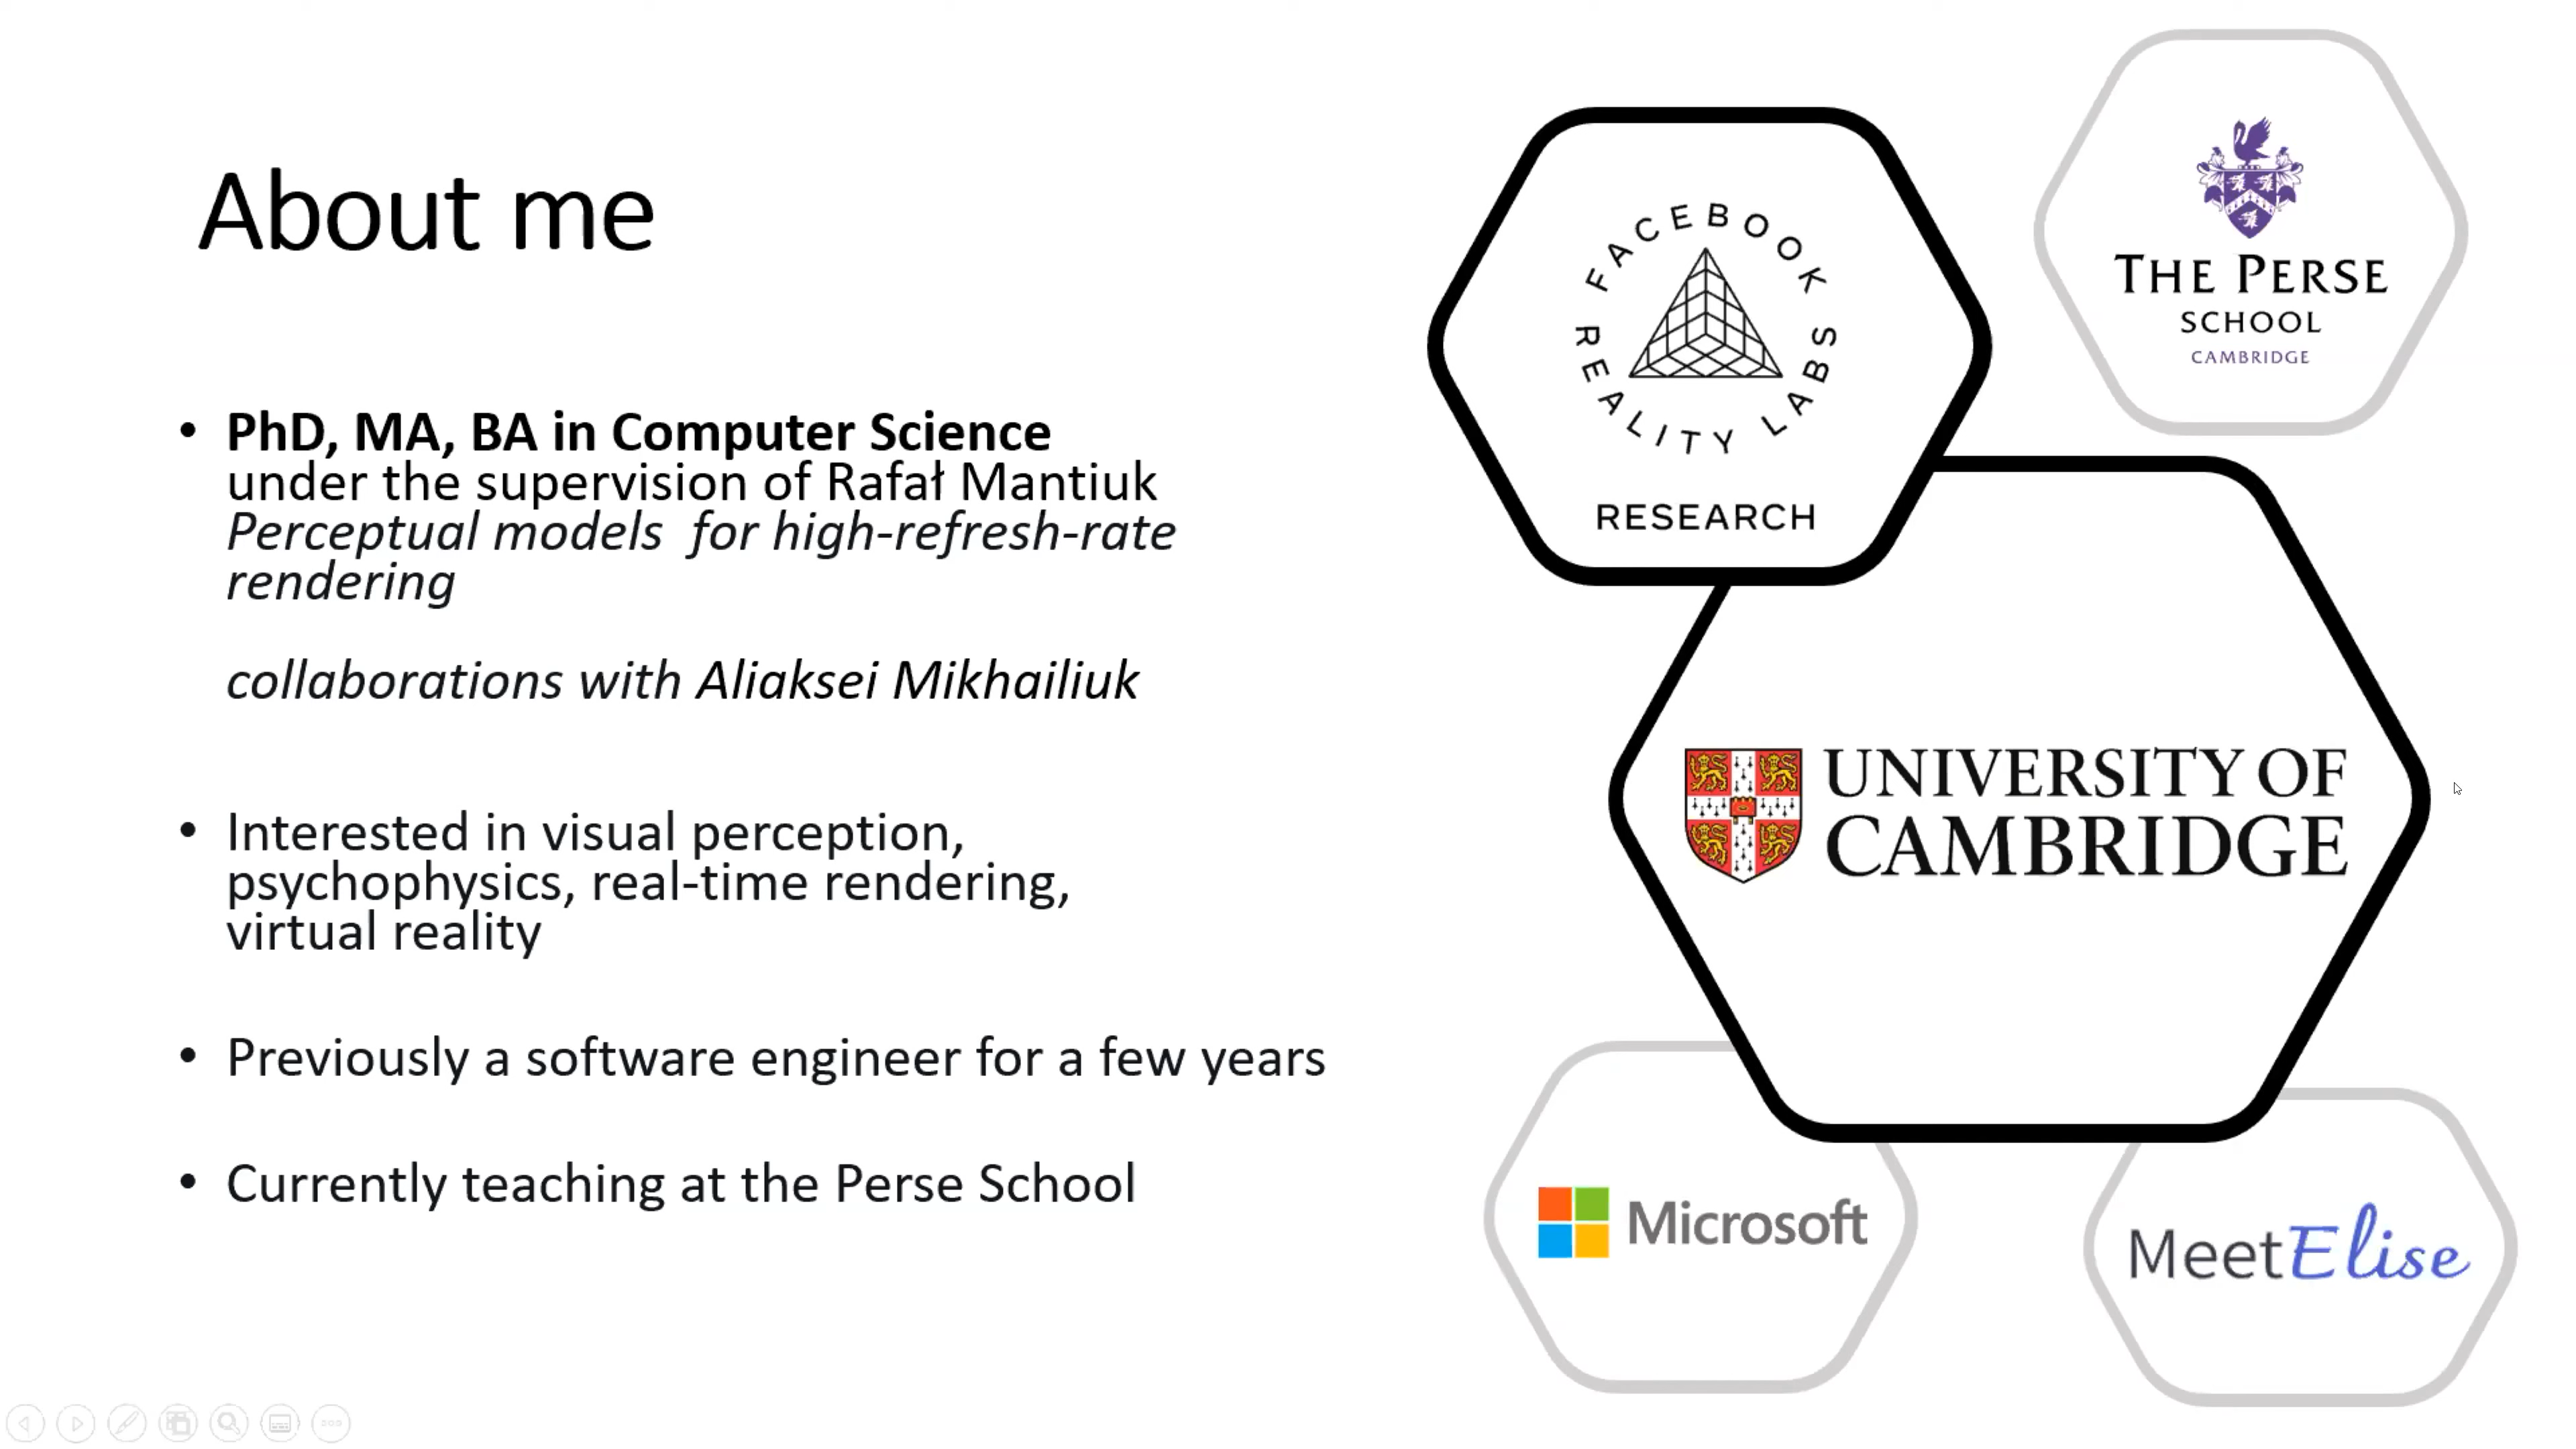 About me
• PhD, MA, BA in Computer Science
under the supervision of Rafał Mantiuk
Perceptual models for high-refresh-rate
rendering
collaborations with Aliaksei Mikhailiuk
• Interested in visual perception,
psychophysics, real-time rendering,
virtual reality
• Previously a software engineer for a few years
• Currently teaching at the Perse School
FACEBOOK REALITY LABS
RESEARCH
THE PERSE
SCHOOL
CAMBRIDGE
UNIVERSITY OF
CAMBRIDGE
Microsoft
MeetElise